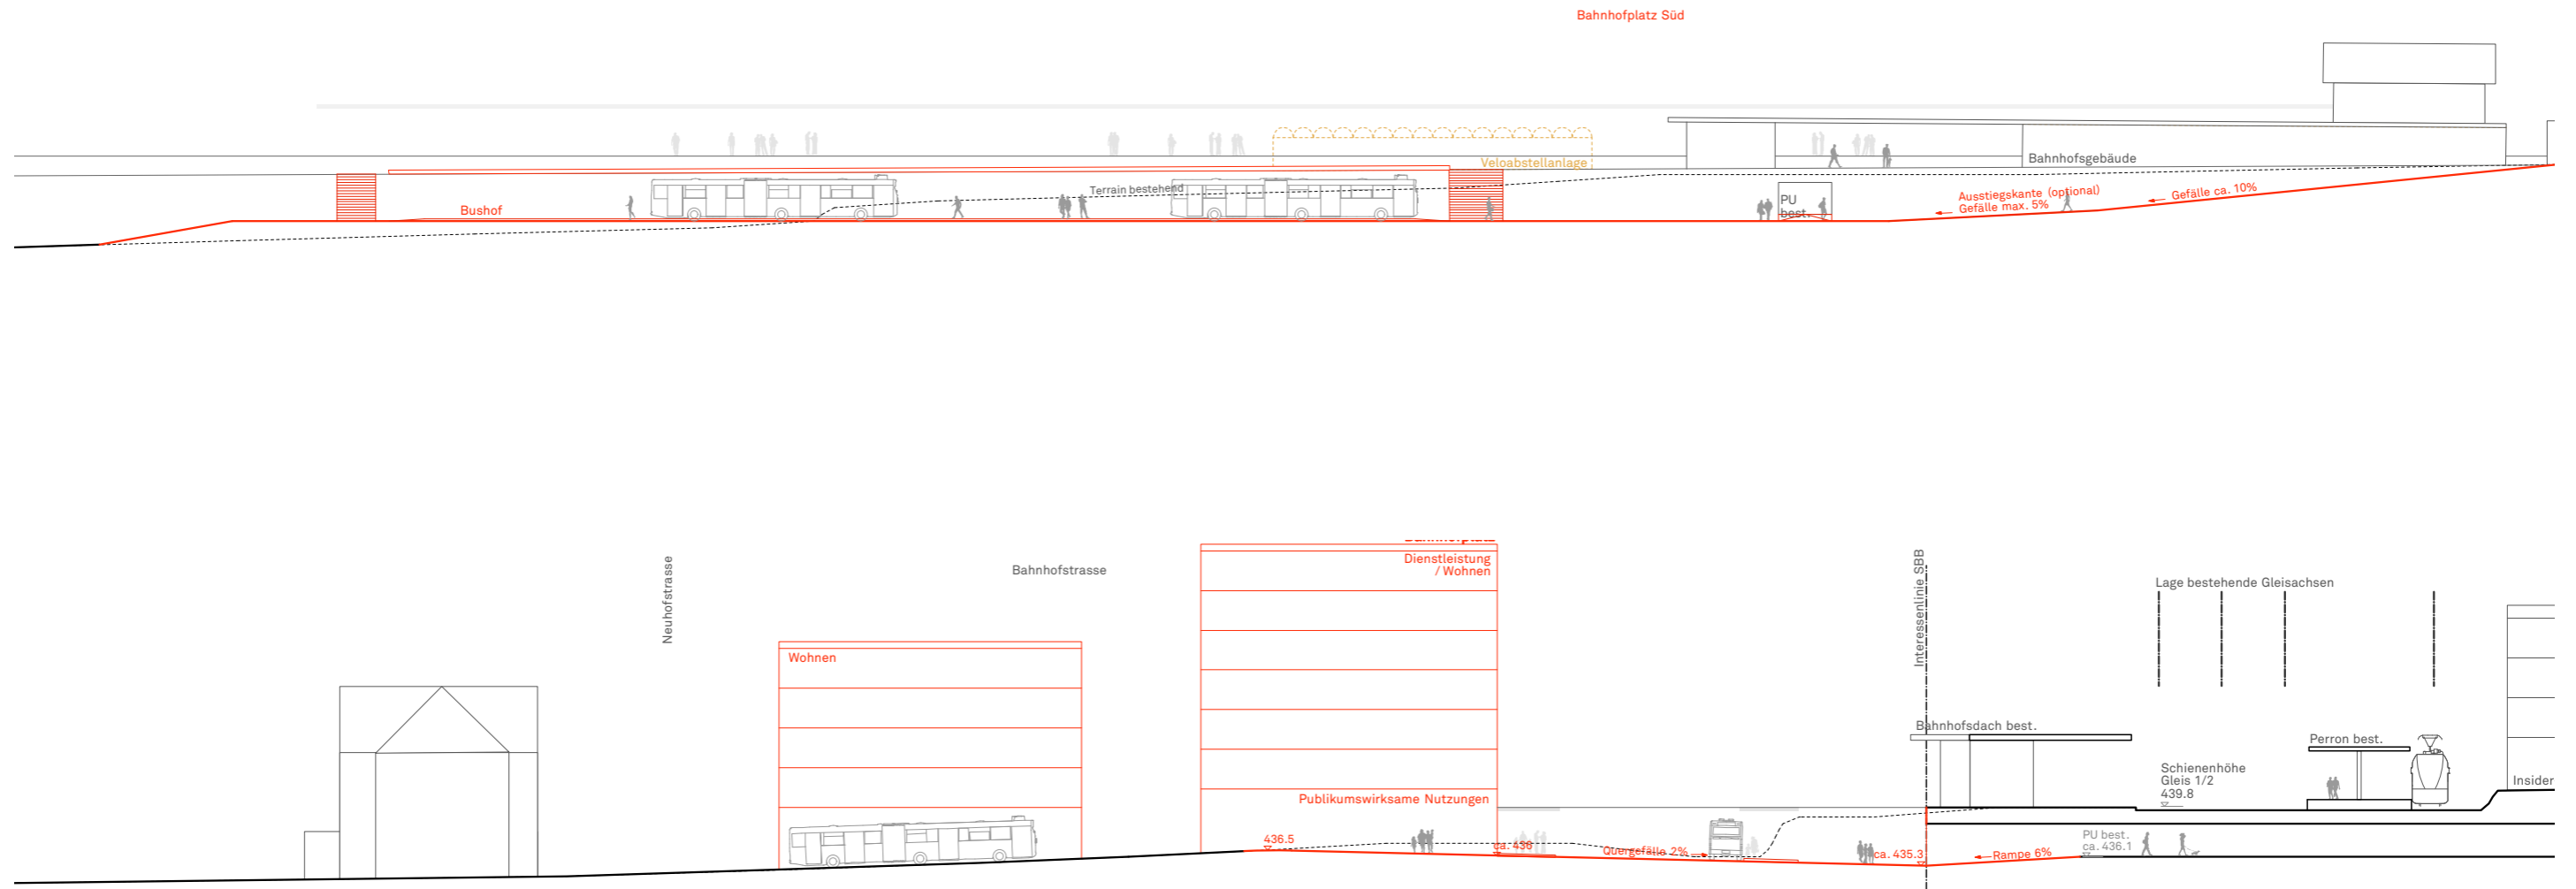 Bahnhofplatz Süd
Veloabstellanlage
Bahnhofsgebäude
Terrain bestehend
Bushof
PU
best.
Ausstiegskante (optional)
Gefälle max. 5%
Gefälle ca. 10%
Neuhofstrasse
Bahnhofstrasse
Bahnhofplatz
Dienstleistung
/ Wohnen
Interessenlinie SBB
Lage bestehende Gleisachsen
Wohnen
Bahnhofsdach best.
Perron best.
Schienenhöhe
Gleis 1/2
439.8
Insider
Publikumswirksame Nutzungen
436.5
ca. 436
Quergefälle 2%
ca. 435.3
Rampe 6%
PU best.
ca. 436.1